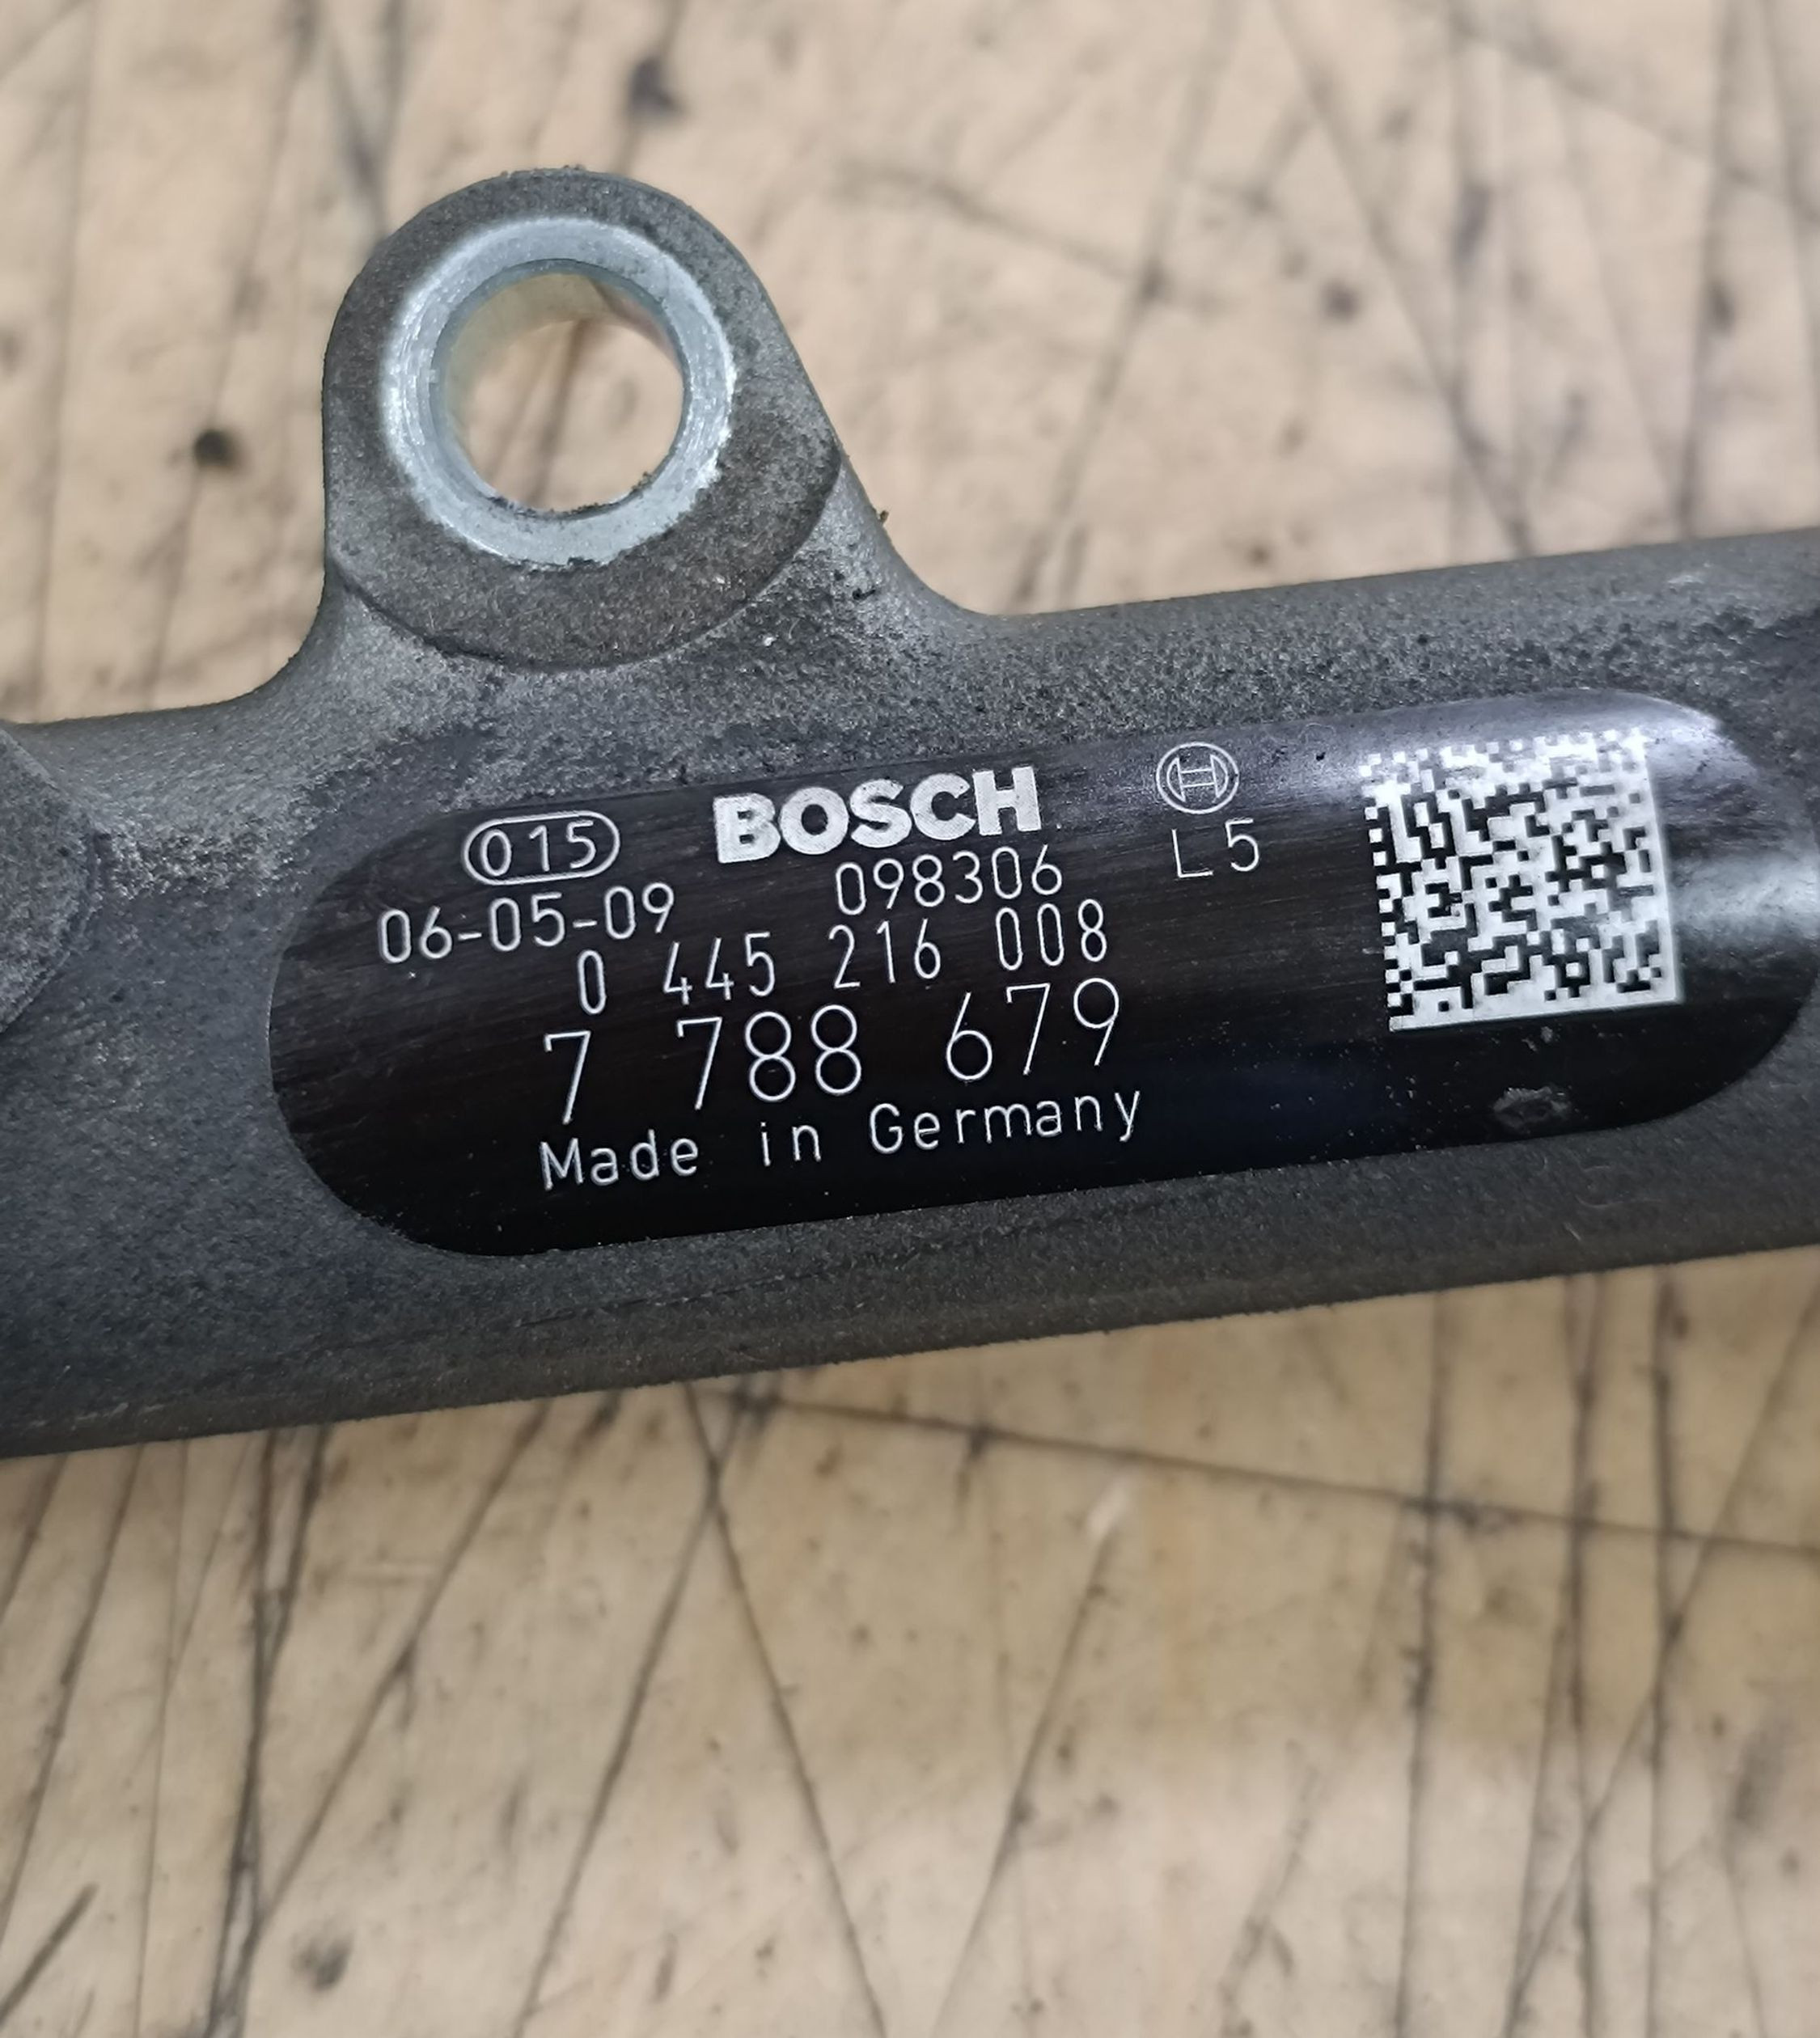 015 BOSCH
06-05-09 098306 L5
0 445 216 008
7 788 679
Made in Germany